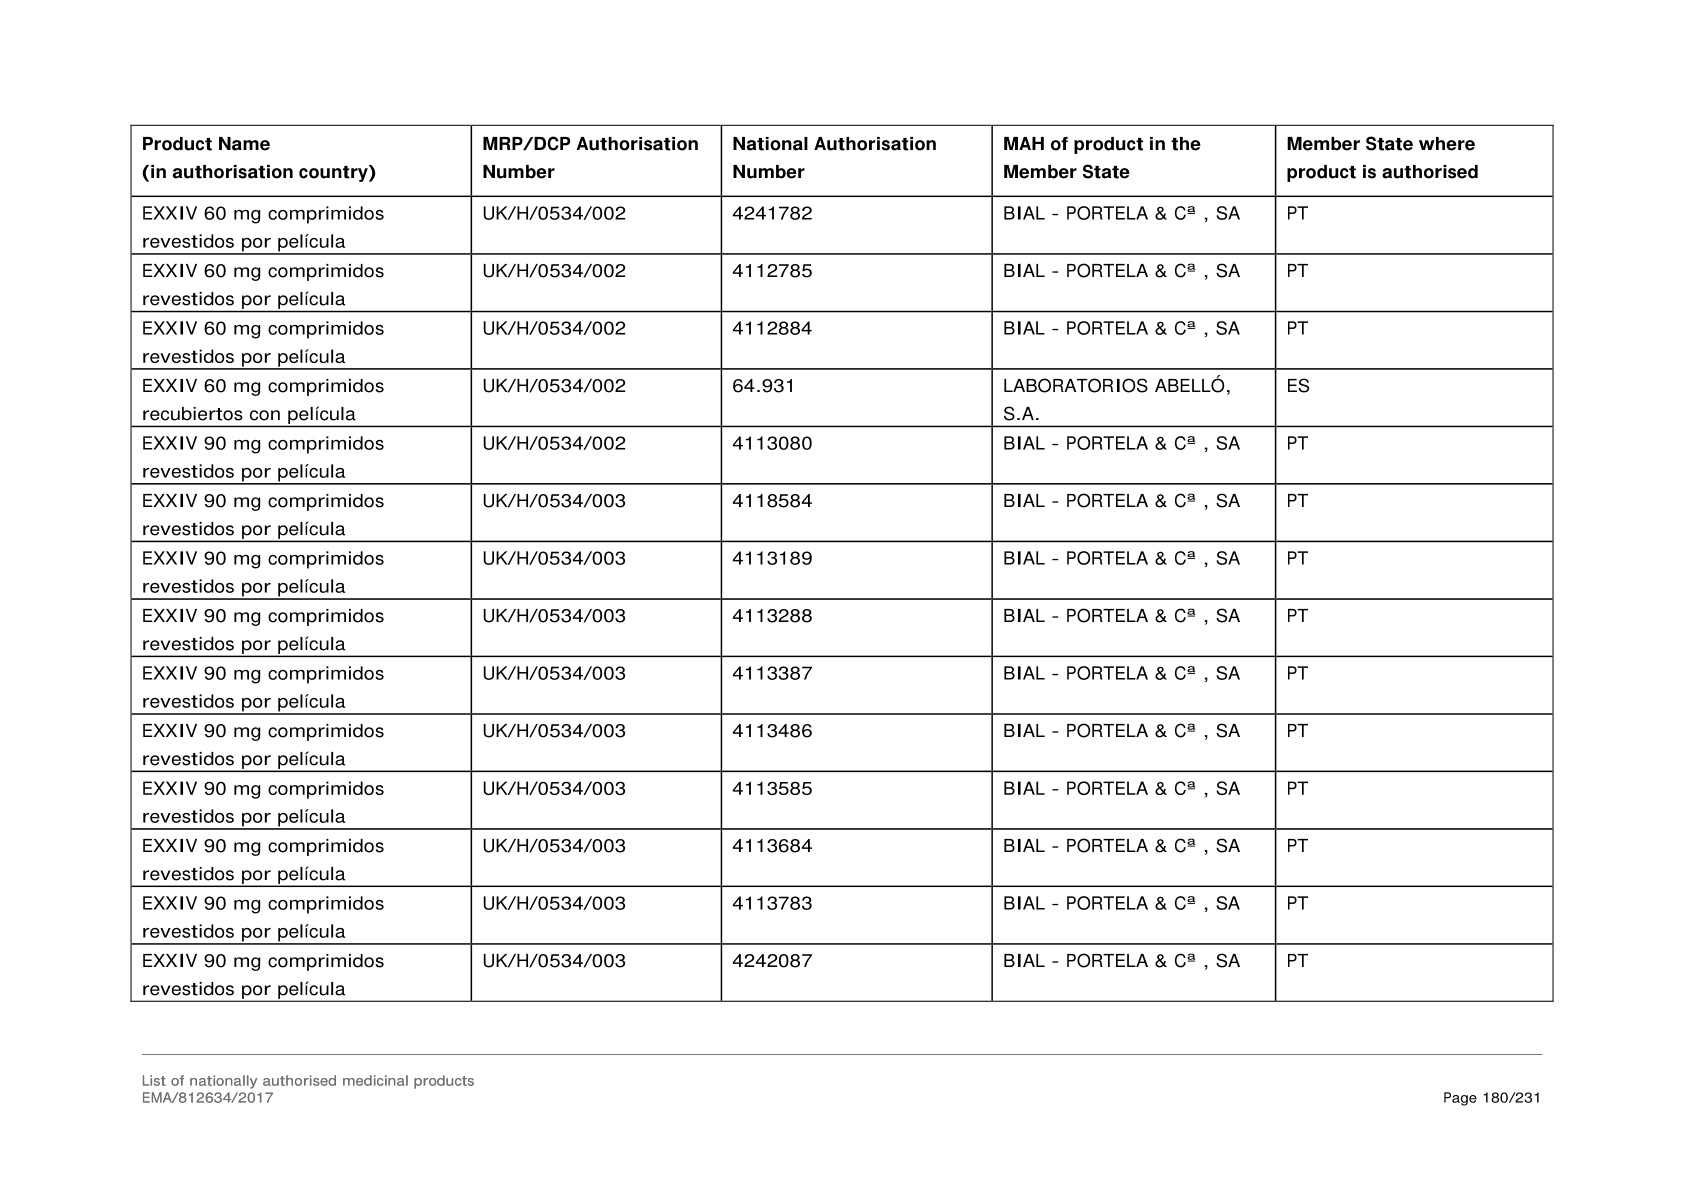 Product Name MRP/DCP Authorisation National Authorisation MAH of product in the Member State where
(in authorisation country) Number Number Member State product is authorised
EXXIV 60 mg comprimidos UK/H/0534/002 4241782 BIAL - PORTELA & Cª , SA PT
revestidos por película
EXXIV 60 mg comprimidos UK/H/0534/002 4112785 BIAL - PORTELA & Cª , SA PT
revestidos por película
EXXIV 60 mg comprimidos UK/H/0534/002 4112884 BIAL - PORTELA & Cª , SA PT
revestidos por película
EXXIV 60 mg comprimidos UK/H/0534/002 64.931 LABORATORIOS ABELLÓ, ES
recubiertos con película S.A.
EXXIV 90 mg comprimidos UK/H/0534/002 4113080 BIAL - PORTELA & Cª , SA PT
revestidos por película
EXXIV 90 mg comprimidos UK/H/0534/003 4118584 BIAL - PORTELA & Cª , SA PT
revestidos por película
EXXIV 90 mg comprimidos UK/H/0534/003 4113189 BIAL - PORTELA & Cª , SA PT
revestidos por película
EXXIV 90 mg comprimidos UK/H/0534/003 4113288 BIAL - PORTELA & Cª , SA PT
revestidos por película
EXXIV 90 mg comprimidos UK/H/0534/003 4113387 BIAL - PORTELA & Cª , SA PT
revestidos por película
EXXIV 90 mg comprimidos UK/H/0534/003 4113486 BIAL - PORTELA & Cª , SA PT
revestidos por película
EXXIV 90 mg comprimidos UK/H/0534/003 4113585 BIAL - PORTELA & Cª , SA PT
revestidos por película
EXXIV 90 mg comprimidos UK/H/0534/003 4113684 BIAL - PORTELA & Cª , SA PT
revestidos por película
EXXIV 90 mg comprimidos UK/H/0534/003 4113783 BIAL - PORTELA & Cª , SA PT
revestidos por película
EXXIV 90 mg comprimidos UK/H/0534/003 4242087 BIAL - PORTELA & Cª , SA PT
revestidos por película
List of nationally authorised medicinal products
EMA/812634/2017 Page 180/231